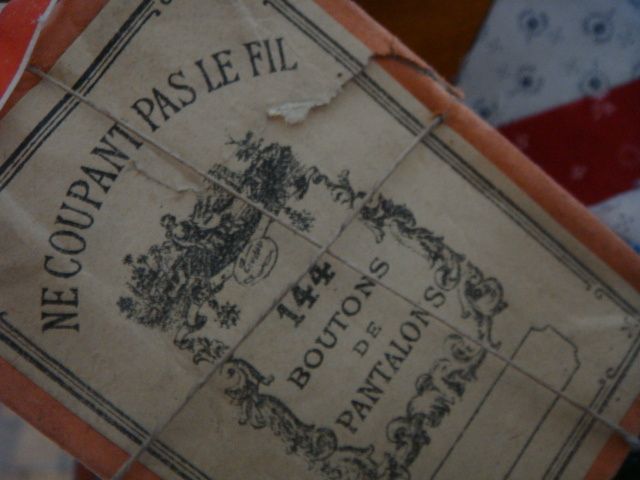 NE COUPANT PAS LE FIL
144
BOUTONS
DE
PANTALONS